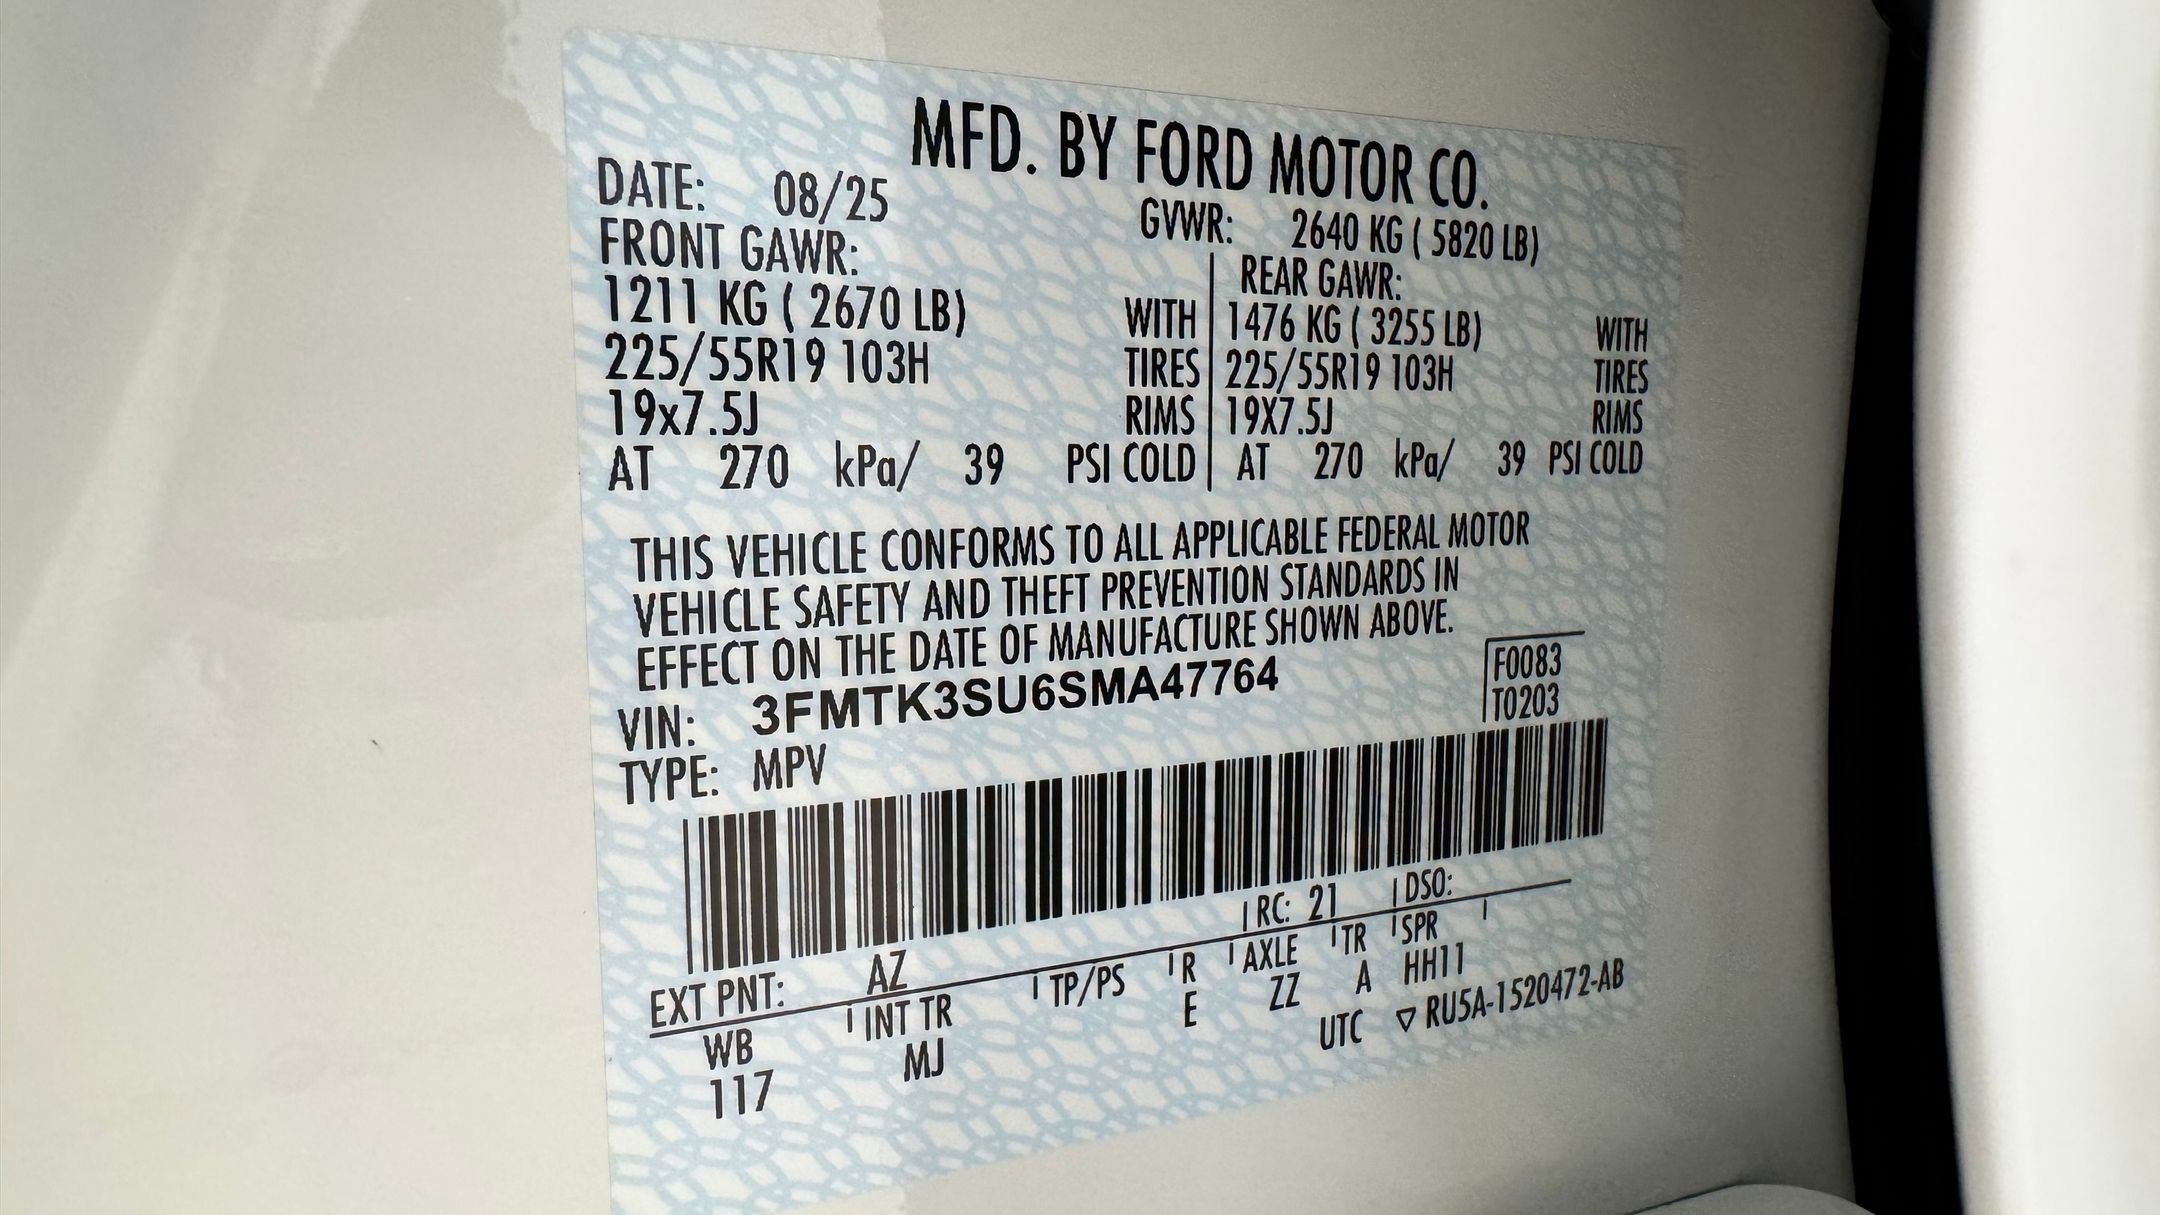 MFD. BY FORD MOTOR CO.
DATE: 08/25 GVWR: 2640 KG ( 5820 LB)
FRONT GAWR: REAR GAWR:
1211 KG ( 2670 LB) WITH 1476 KG ( 3255 LB) WITH
225/55R19 103H TIRES 225/55R19 103H TIRES
19x7.5J RIMS 19X7.5J RIMS
AT 270 kPa/ 39 PSI COLD AT 270 kPa/ 39 PSI COLD
THIS VEHICLE CONFORMS TO ALL APPLICABLE FEDERAL MOTOR
VEHICLE SAFETY AND THEFT PREVENTION STANDARDS IN
EFFECT ON THE DATE OF MANUFACTURE SHOWN ABOVE.
VIN: 3FMTK3SU6SMA47764 F0083
TYPE: MPV T0203
EXT PNT: AZ RC: 21 DSO:
WB INT TR TP/PS R AXLE TR SPR
117 MJ E ZZ A HH11
UTC ▽ RU5A-1520472-AB